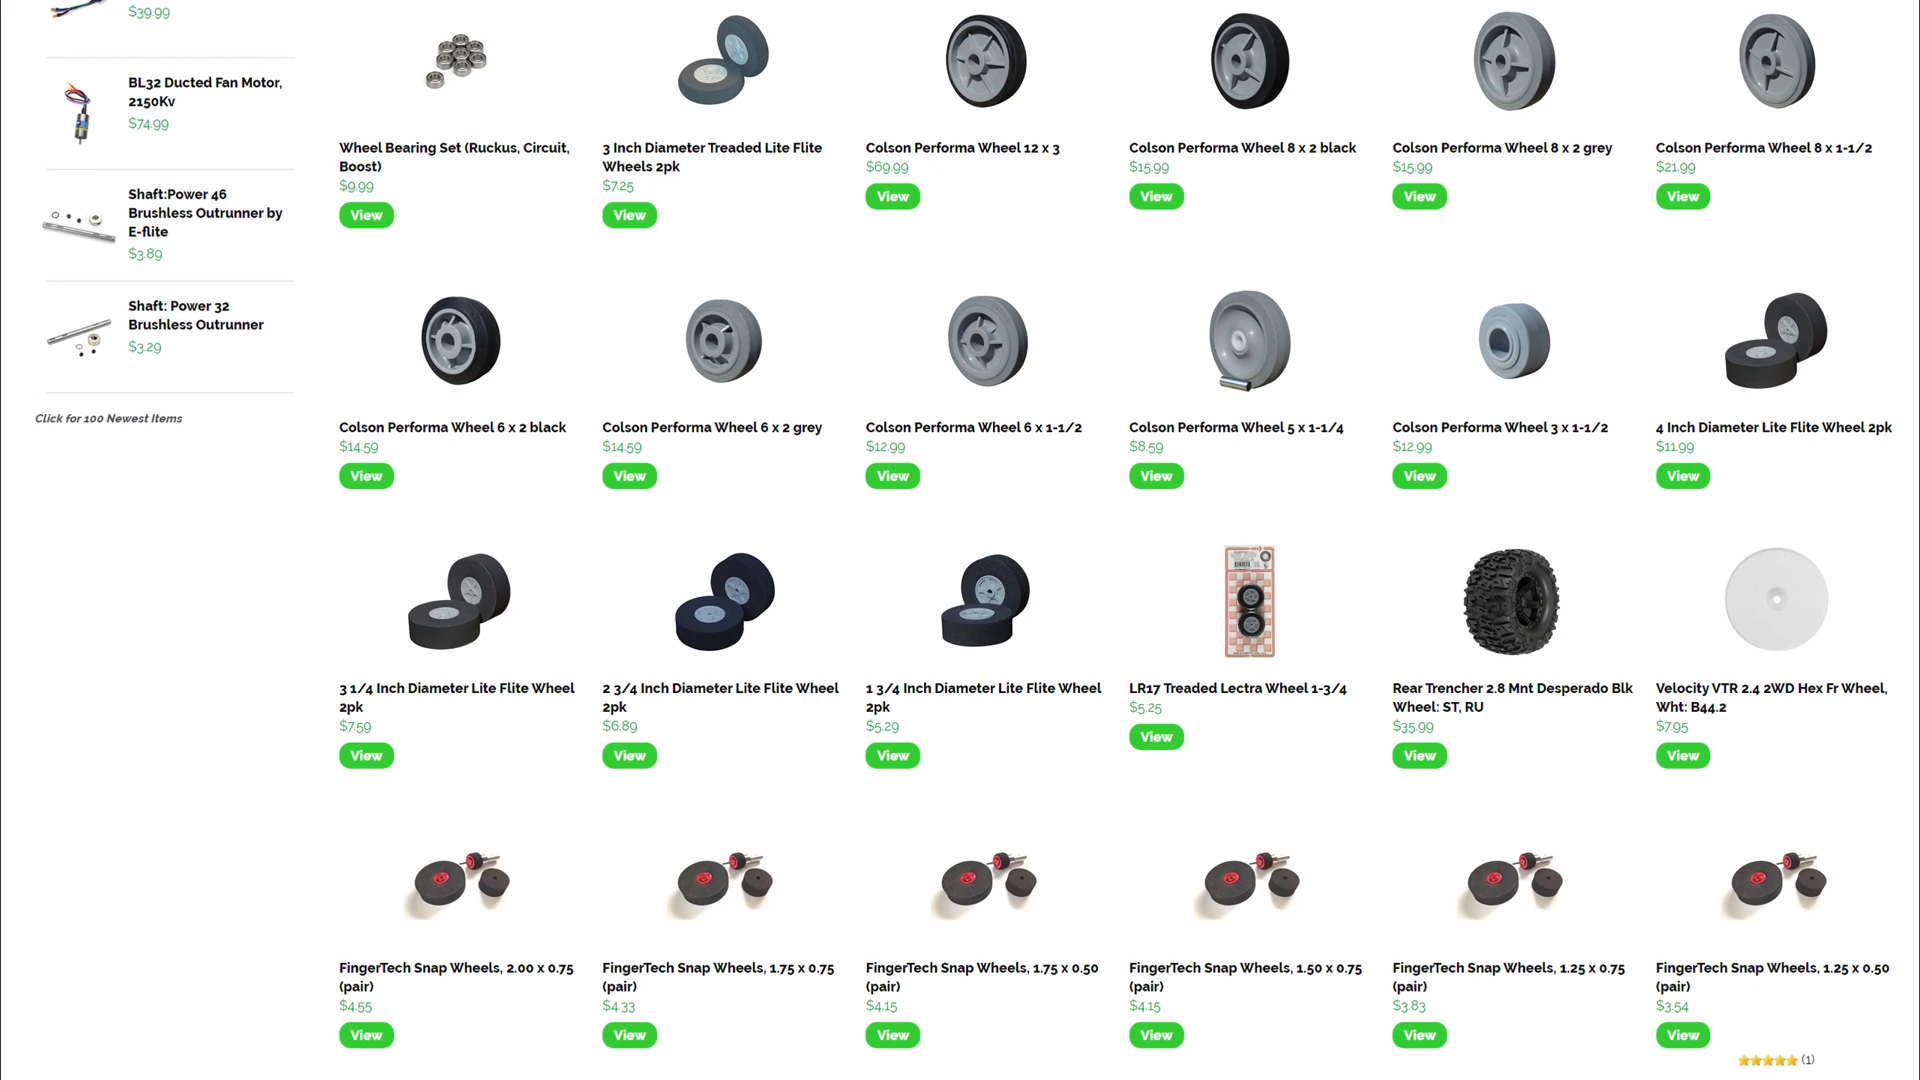 $39.99
BL32 Ducted Fan Motor,
2150Kv
$74.99
Shaft:Power 46
Brushless Outrunner by
E-flite
$3.89
Shaft: Power 32
Brushless Outrunner
$3.29
Click for 100 Newest Items
Wheel Bearing Set (Ruckus, Circuit,
Boost)
$9.99
View
3 Inch Diameter Treaded Lite Flite
Wheels 2pk
$7.25
View
Colson Performa Wheel 12 x 3
$69.99
View
Colson Performa Wheel 8 x 2 black
$15.99
View
Colson Performa Wheel 8 x 2 grey
$15.99
View
Colson Performa Wheel 8 x 1-1/2
$21.99
View
Colson Performa Wheel 6 x 2 black
$14.59
View
Colson Performa Wheel 6 x 2 grey
$14.59
View
Colson Performa Wheel 6 x 1-1/2
$12.99
View
Colson Performa Wheel 5 x 1-1/4
$8.59
View
Colson Performa Wheel 3 x 1-1/2
$12.99
View
4 Inch Diameter Lite Flite Wheel 2pk
$11.99
View
3 1/4 Inch Diameter Lite Flite Wheel
2pk
$7.59
View
2 3/4 Inch Diameter Lite Flite Wheel
2pk
$6.89
View
1 3/4 Inch Diameter Lite Flite Wheel
2pk
$5.29
View
LR17 Treaded Lectra Wheel 1-3/4
$5.25
View
Rear Trencher 2.8 Mnt Desperado Blk
Wheel: ST, RU
$35.99
View
Velocity VTR 2.4 2WD Hex Fr Wheel,
Wht: B44.2
$7.95
View
FingerTech Snap Wheels, 2.00 x 0.75
(pair)
$4.55
View
FingerTech Snap Wheels, 1.75 x 0.75
(pair)
$4.33
View
FingerTech Snap Wheels, 1.75 x 0.50
(pair)
$4.15
View
FingerTech Snap Wheels, 1.50 x 0.75
(pair)
$4.15
View
FingerTech Snap Wheels, 1.25 x 0.75
(pair)
$3.83
View
FingerTech Snap Wheels, 1.25 x 0.50
(pair)
$3.54
View
(1)